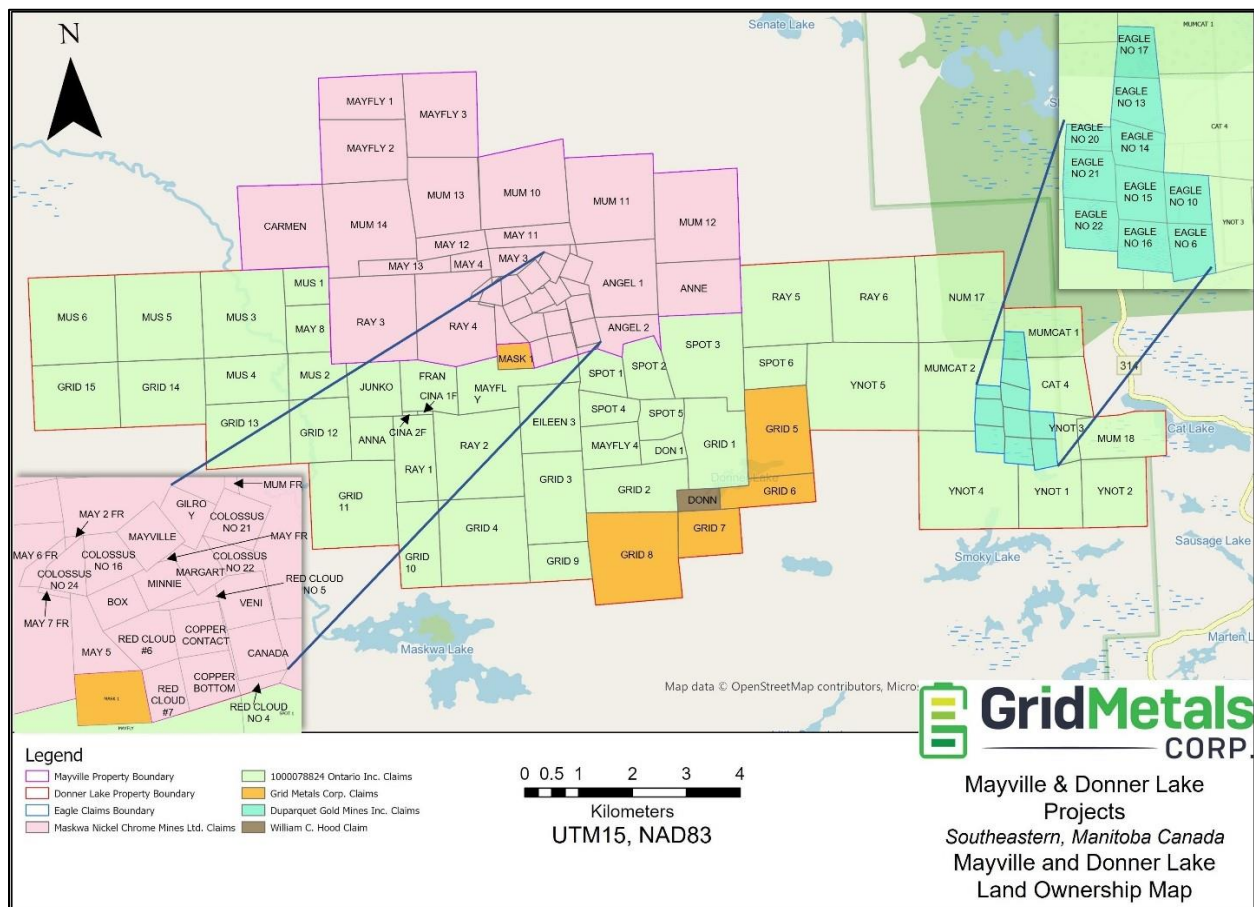 N
Senate Lake
MAYFLY 1
MAYFLY 3
MAYFLY 2
MUM 13
MUM 10
MUM 11
MUM 12
CARMEN
MUM 14
MAY 11
MAY 12
MAY 3
MAY 13
MAY 4
ANGEL 1
ANNE
MUS 1
MUS 6
MUS 5
MUS 3
MAY 8
RAY 3
RAY 4
ANGEL 2
RAY 5
RAY 6
NUM 17
MUMCAT 1
SPOT 3
MASK 1
GRID 15
GRID 14
MUS 4
MUS 2
JUNKO
FRAN
MAYFL
Y
SPOT 1
SPOT 2
SPOT 6
YNOT 5
MUMCAT 2
CAT 4
314
CINA 1F
GRID 13
GRID 12
ANNA
CINA 2F
RAY 2
EILEEN 3
SPOT 4
SPOT 5
MAYFLY 4
DON 1
GRID 1
GRID 5
YNOT 3
MUM 18
Cat Lake
RAY 1
GRID
11
GRID 3
GRID 2
DONN
GRID 6
YNOT 4
YNOT 1
YNOT 2
GRID 4
GRID
10
GRID 9
GRID 8
GRID 7
Smoky Lake
Sausage Lake
Maskwa Lake
Marten L
Map data © OpenStreetMap contributors, Micros
MUMCAT 1
EAGLE
NO 17
EAGLE
NO 13
CAT 4
EAGLE
NO 20
EAGLE
NO 14
EAGLE
NO 21
EAGLE
NO 15
EAGLE
NO 10
EAGLE
NO 22
EAGLE
NO 16
EAGLE
NO 6
YNOT 3
MUM FR
GILRO
Y
MAY 2 FR
COLOSSUS
NO 21
MAYVILLE
MAY FR
MAY 6 FR
COLOSSUS
NO 16
COLOSSUS
NO 22
COLOSSUS
NO 24
MINNIE
MARGART
RED CLOUD
NO 5
BOX
VENI
MAY 7 FR
RED CLOUD
#6
COPPER
CONTACT
MAY 5
CANADA
RED
CLOUD
#7
COPPER
BOTTOM
RED CLOUD
NO 4
Legend
Mayville Property Boundary
Donner Lake Property Boundary
Eagle Claims Boundary
Maskwa Nickel Chrome Mines Ltd. Claims
1000078824 Ontario Inc. Claims
Grid Metals Corp. Claims
Duparquet Gold Mines Inc. Claims
William C. Hood Claim
0 0.5 1 2 3 4
Kilometers
UTM15, NAD83
GridMetals
CORP.
Mayville & Donner Lake
Projects
Southeastern, Manitoba Canada
Mayville and Donner Lake
Land Ownership Map